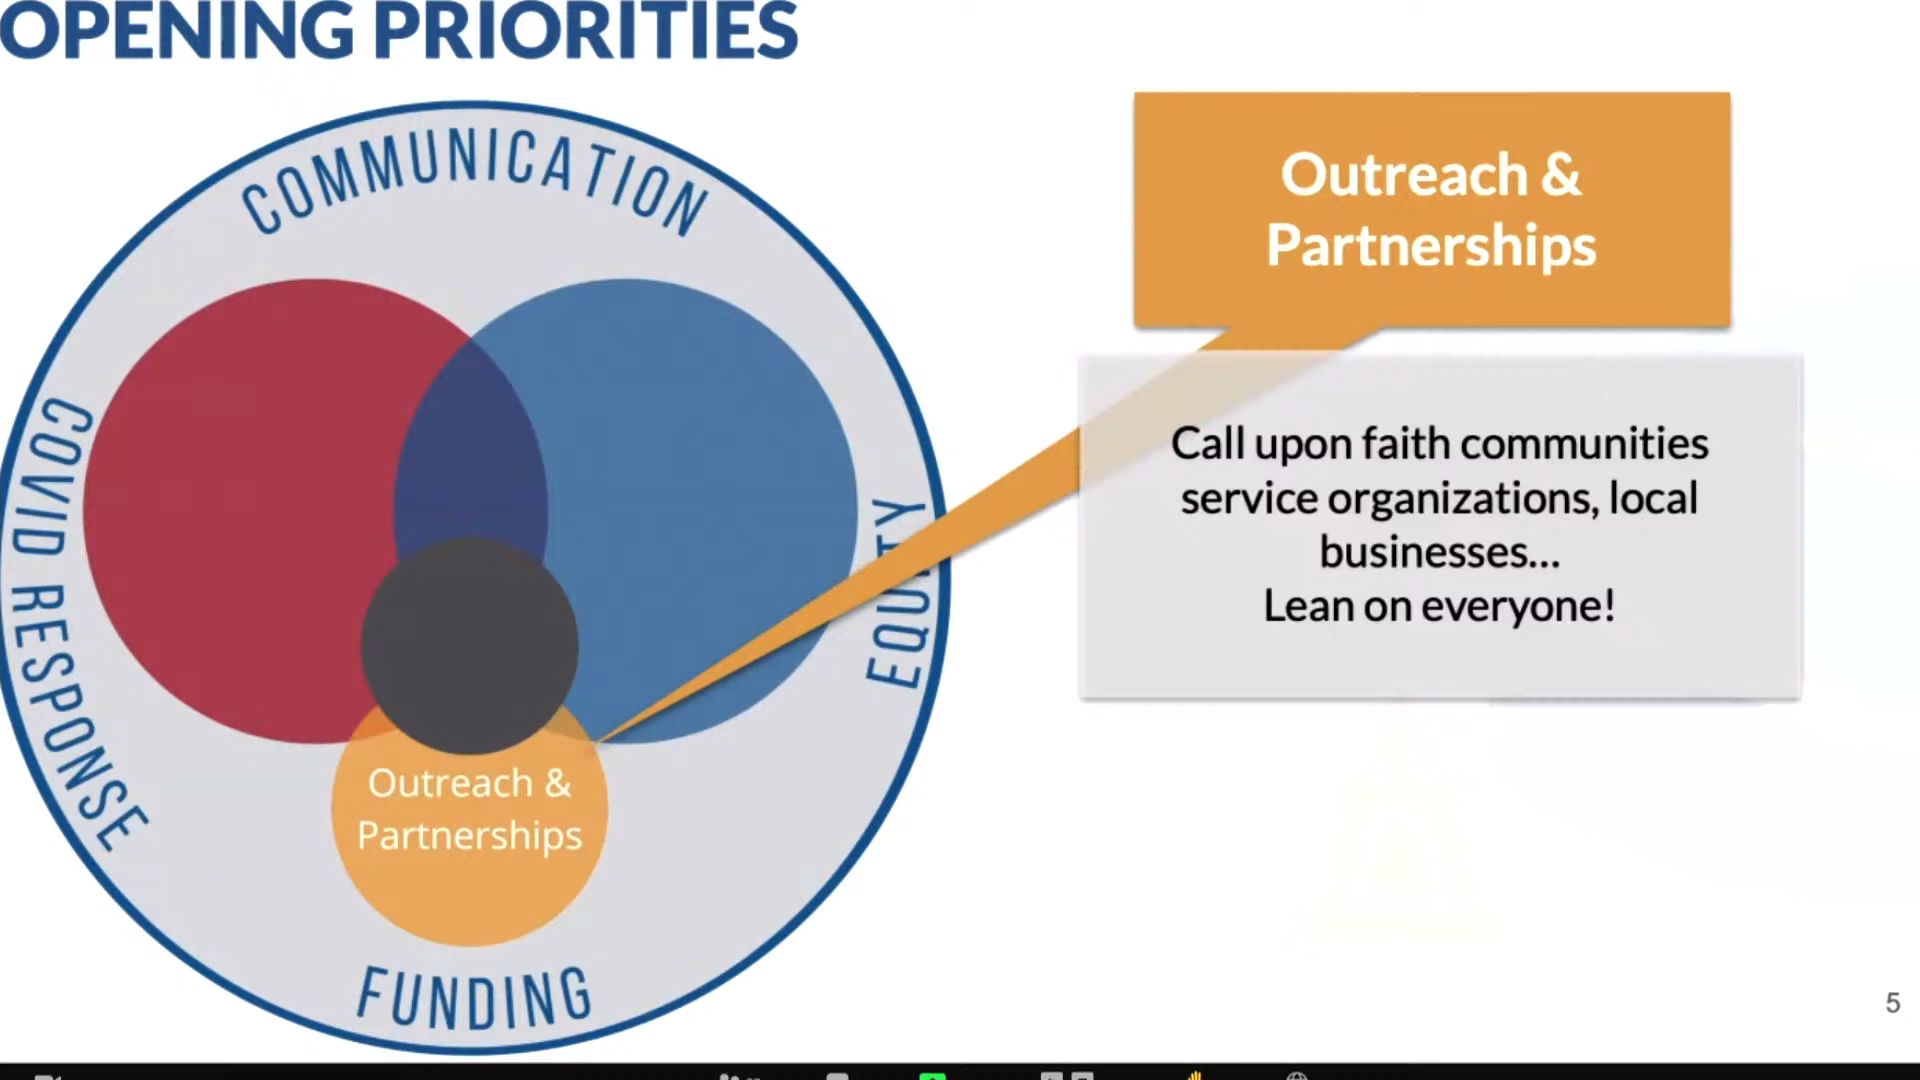 OPENING PRIORITIES
COMMUNICATION
COVID RESPONSE
EQUITY
FUNDING
Outreach &
Partnerships
Outreach &
Partnerships
Call upon faith communities
service organizations, local
businesses...
Lean on everyone!
5